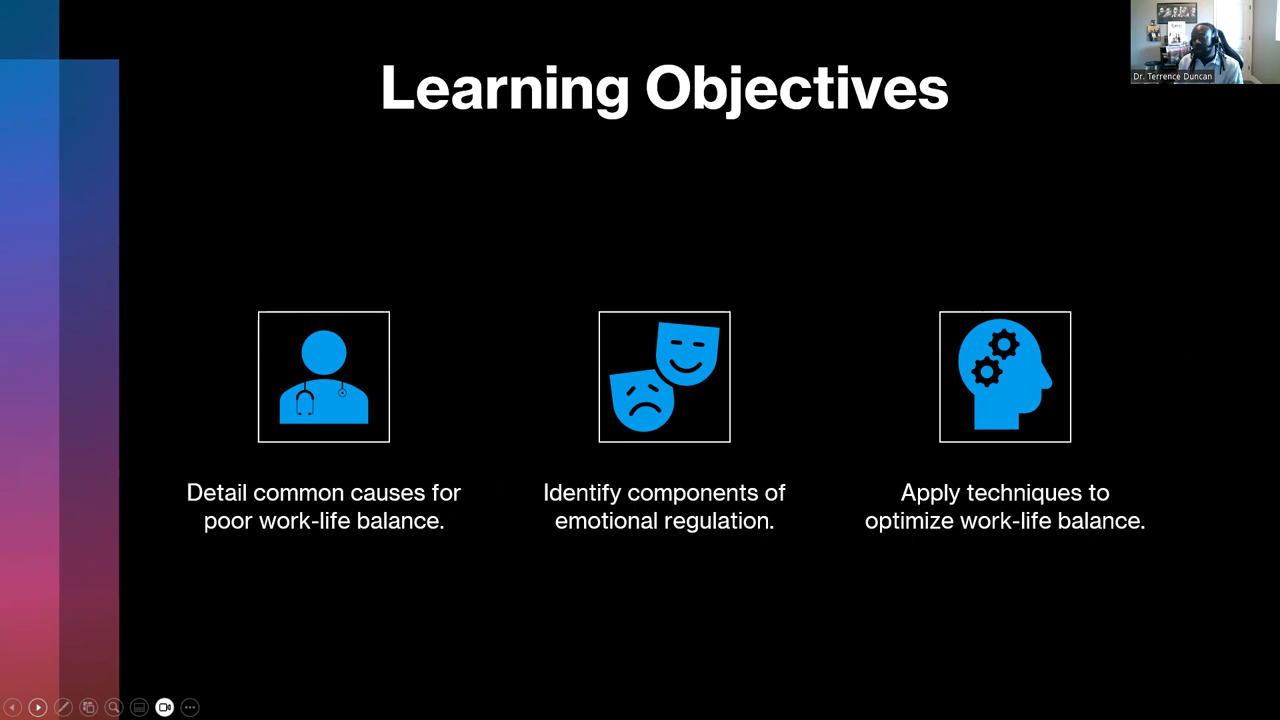 Learning Objectives
Dr. Terrence Duncan
Detail common causes for
poor work-life balance.
Identify components of
emotional regulation.
Apply techniques to
optimize work-life balance.